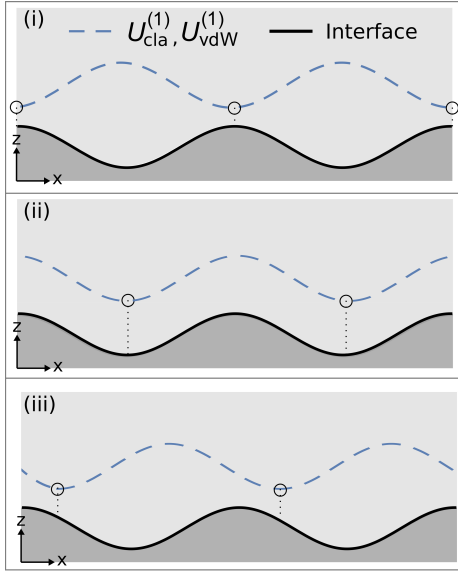 (i)
U_cla^(1), U_vdW^(1) Interface
z
x
(ii)
z
x
(iii)
z
x